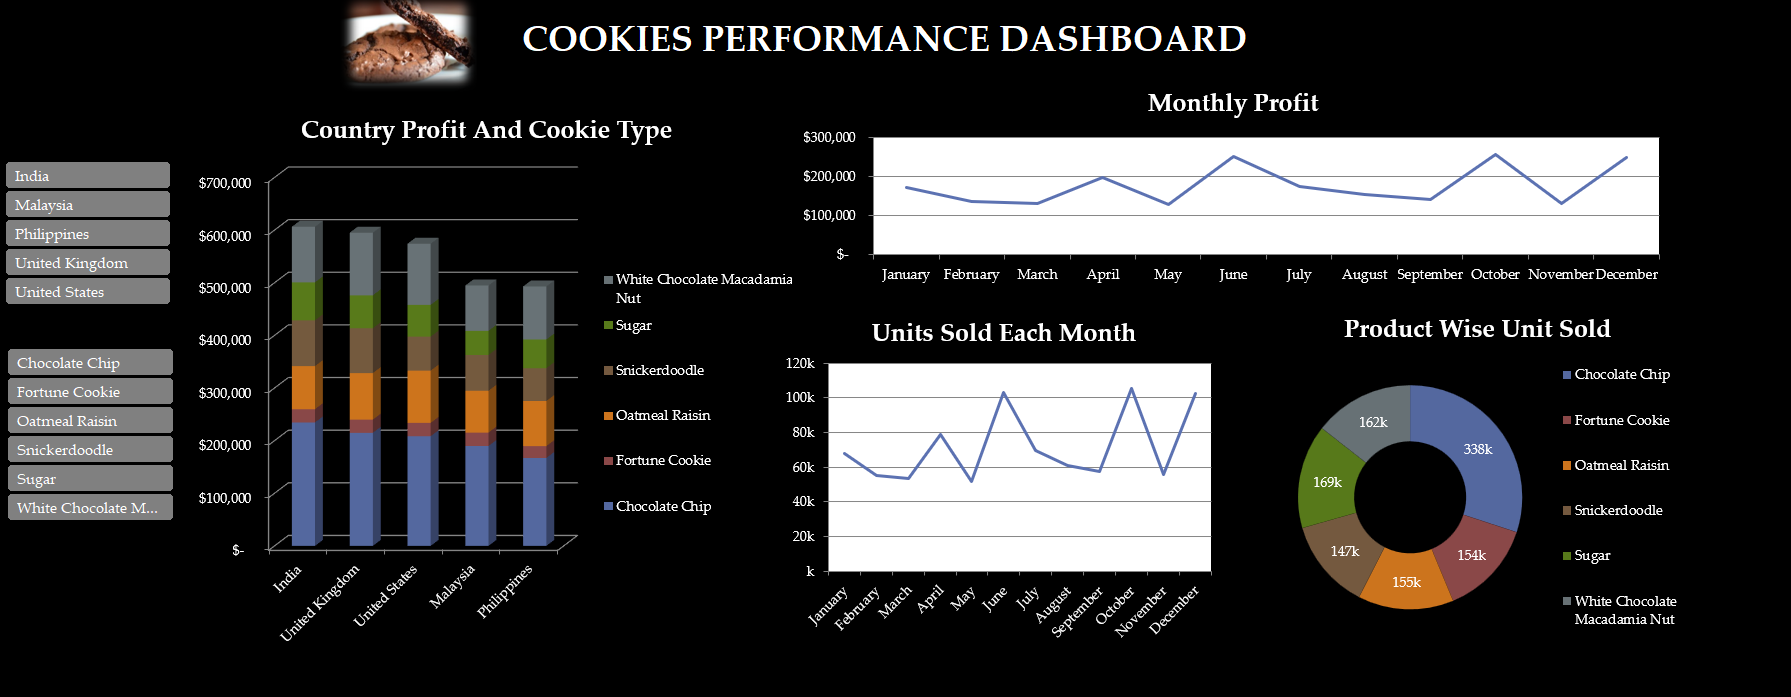 COOKIES PERFORMANCE DASHBOARD
Country Profit And Cookie Type
India
Malaysia
Philippines
United Kingdom
United States
Chocolate Chip
Fortune Cookie
Oatmeal Raisin
Snickerdoodle
Sugar
White Chocolate M...
$700,000
$600,000
$500,000
$400,000
$300,000
$200,000
$100,000
$-
India
United Kingdom
United States
Malaysia
Philippines
White Chocolate Macadamia
Nut
Sugar
Snickerdoodle
Oatmeal Raisin
Fortune Cookie
Chocolate Chip
Monthly Profit
$300,000
$200,000
$100,000
$-
January February March April May June July August September October November December
Units Sold Each Month
120k
100k
80k
60k
40k
20k
k
January
February
March
April
May
June
July
August
September
October
November
December
Product Wise Unit Sold
338k
154k
155k
147k
169k
162k
Chocolate Chip
Fortune Cookie
Oatmeal Raisin
Snickerdoodle
Sugar
White Chocolate
Macadamia Nut